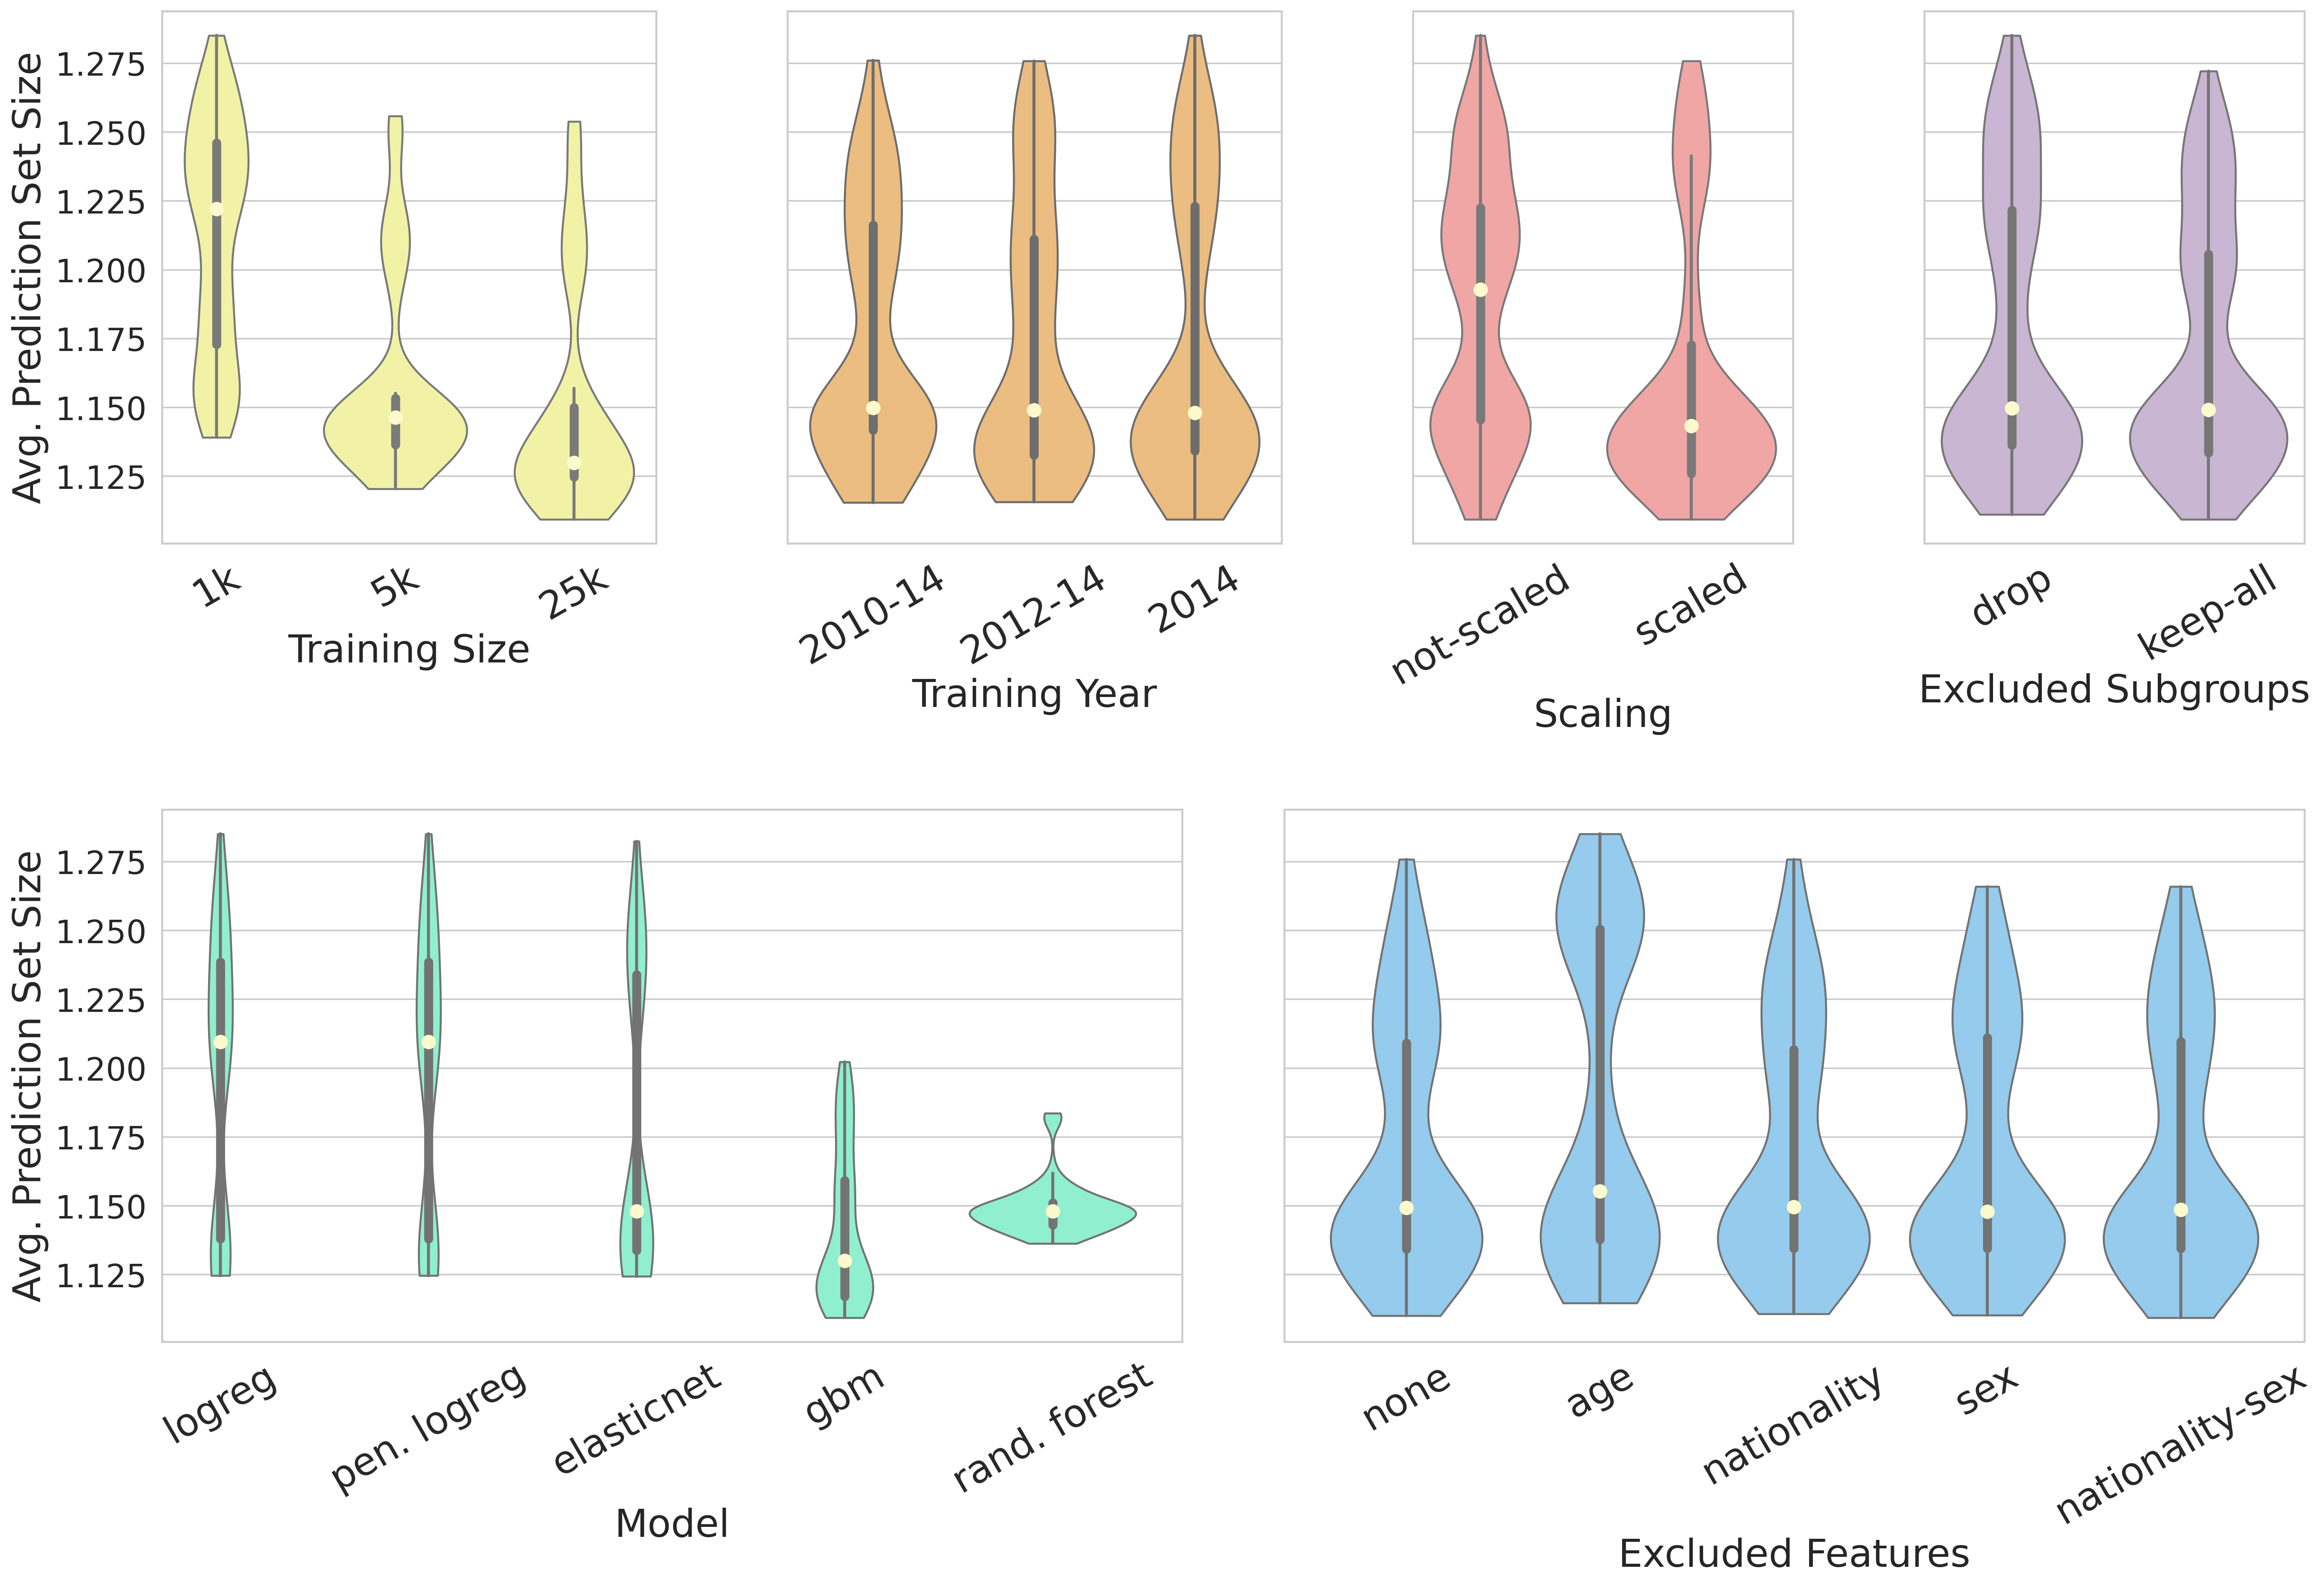 Avg. Prediction Set Size
1.275
1.250
1.225
1.200
1.175
1.150
1.125
1k
5k
25k
Training Size
2010-14
2012-14
2014
Training Year
not-scaled
scaled
Scaling
drop
keep-all
Excluded Subgroups
Avg. Prediction Set Size
1.275
1.250
1.225
1.200
1.175
1.150
1.125
logreg
pen. logreg
elasticnet
gbm
rand. forest
Model
none
age
nationality
sex
nationality-sex
Excluded Features